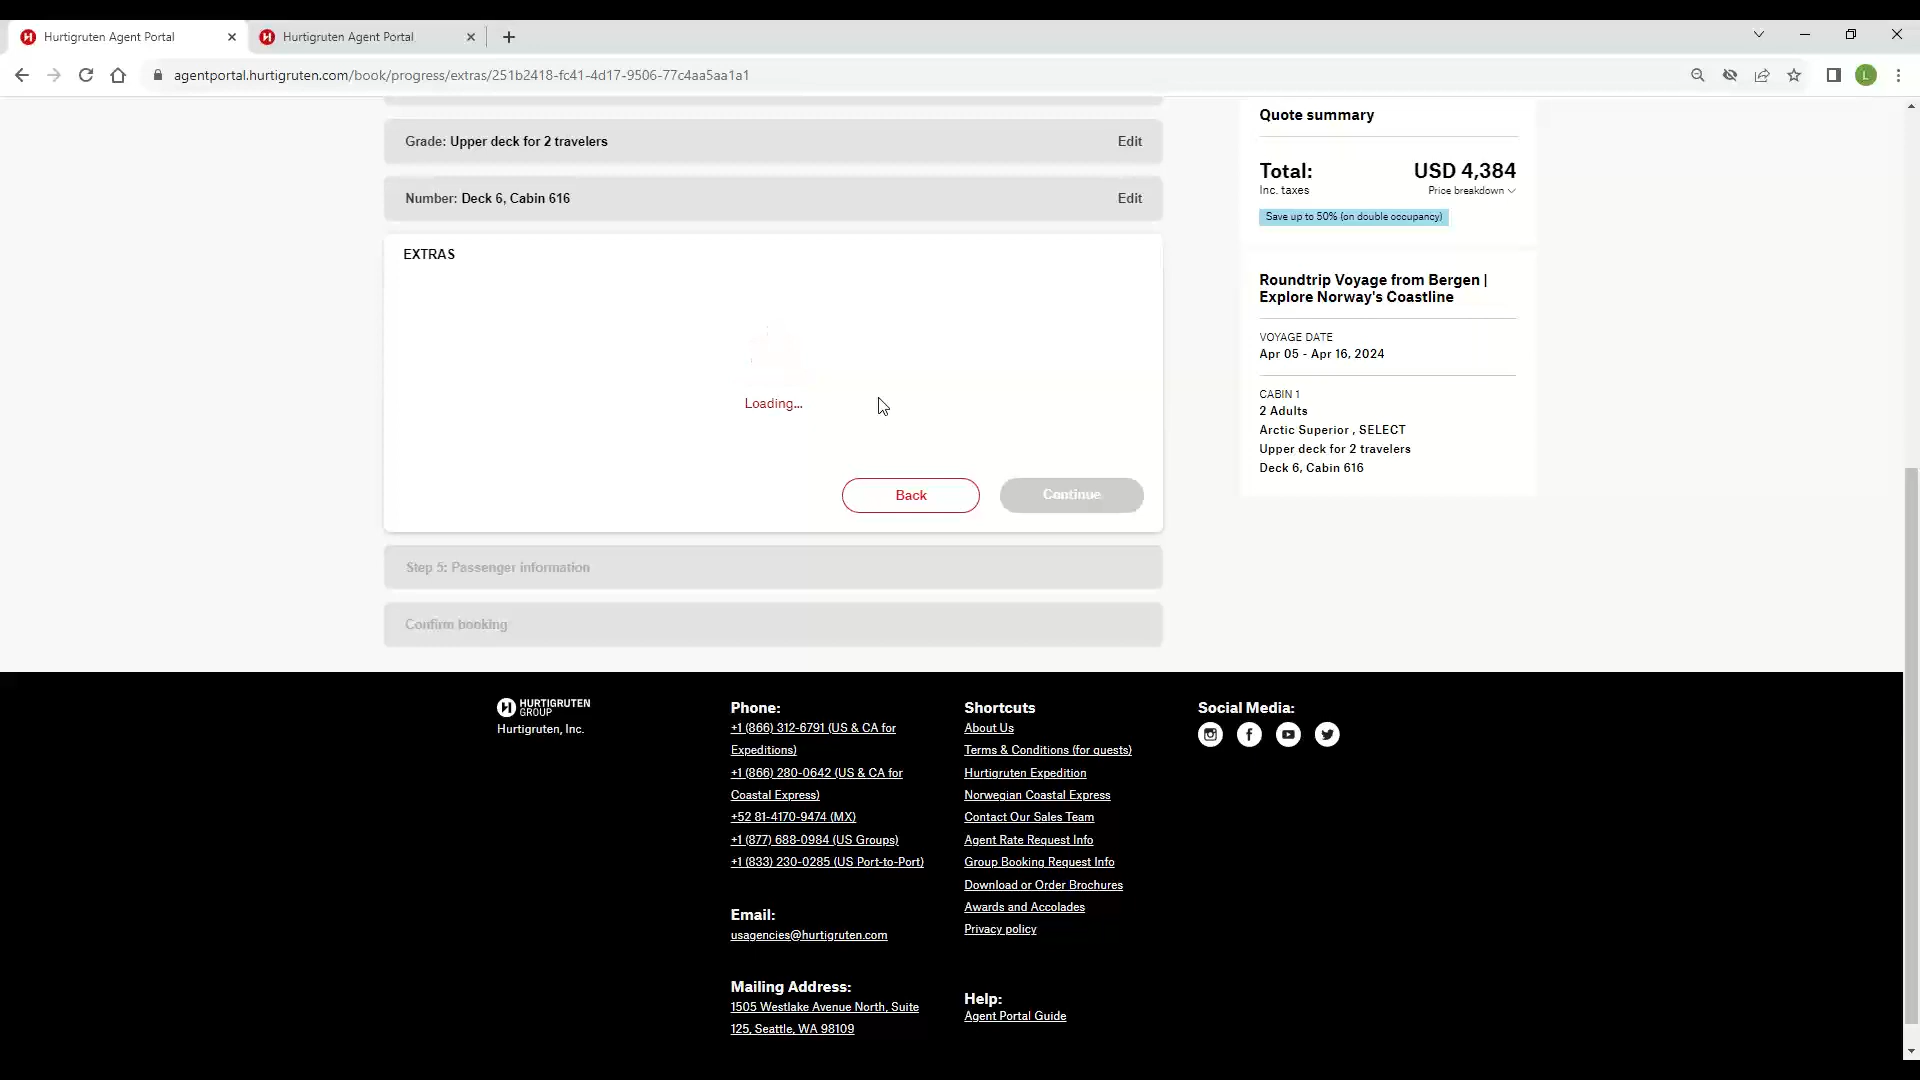 Hurtigruten Agent Portal
Hurtigruten Agent Portal
agentportal.hurtigruten.com/book/progress/extras/251b2418-fc41-4d17-9506-77c4aa5aa1a1
L
Grade: Upper deck for 2 travelers
Edit
Number: Deck 6, Cabin 616
Edit
EXTRAS
Loading...
Back
Continue
Step 5: Passenger information
Confirm booking
Quote summary
Total: USD 4,384
Inc. taxes
Price breakdown
Save up to 50% (on double occupancy)
Roundtrip Voyage from Bergen |
Explore Norway's Coastline
VOYAGE DATE
Apr 05 - Apr 16, 2024
CABIN 1
2 Adults
Arctic Superior , SELECT
Upper deck for 2 travelers
Deck 6, Cabin 616
HURTIGRUTEN
GROUP
Hurtigruten, Inc.
Phone:
+1 (866) 312-6791 (US & CA for
Expeditions)
+1 (866) 280-0642 (US & CA for
Coastal Express)
+52 81-4170-9474 (MX)
+1 (877) 688-0984 (US Groups)
+1 (833) 230-0285 (US Port-to-Port)
Email:
usagencies@hurtigruten.com
Mailing Address:
1505 Westlake Avenue North, Suite
125, Seattle, WA 98109
Shortcuts
About Us
Terms & Conditions (for guests)
Hurtigruten Expedition
Norwegian Coastal Express
Contact Our Sales Team
Agent Rate Request Info
Group Booking Request Info
Download or Order Brochures
Awards and Accolades
Privacy policy
Help:
Agent Portal Guide
Social Media: